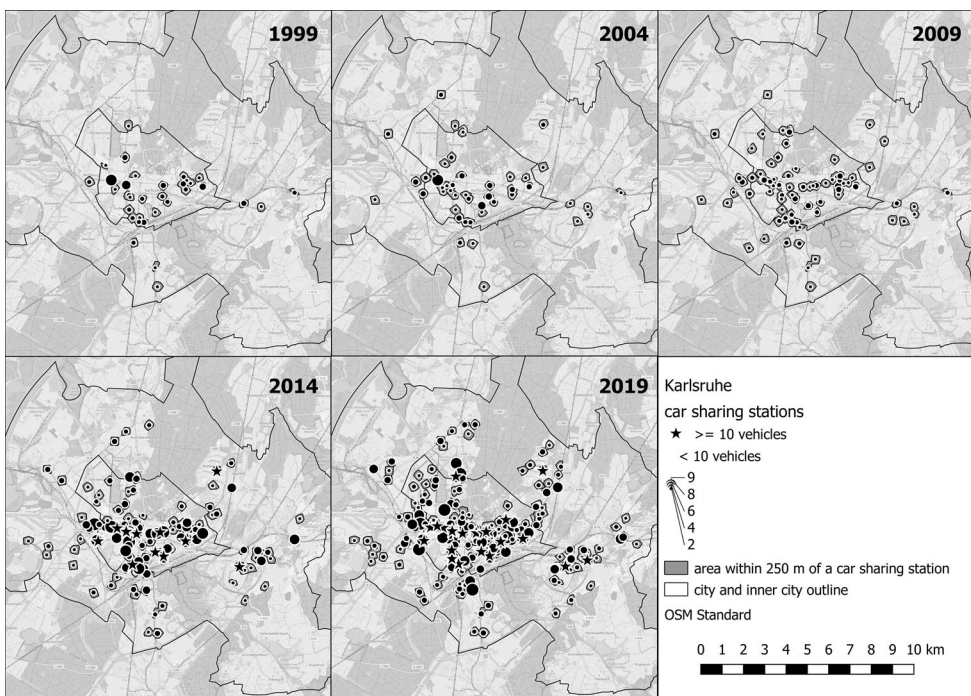 1999
2004
2009
2014
2019
Karlsruhe
car sharing stations
>= 10 vehicles
< 10 vehicles
9
8
6
4
2
area within 250 m of a car sharing station
city and inner city outline
OSM Standard
0 1 2 3 4 5 6 7 8 9 10 km